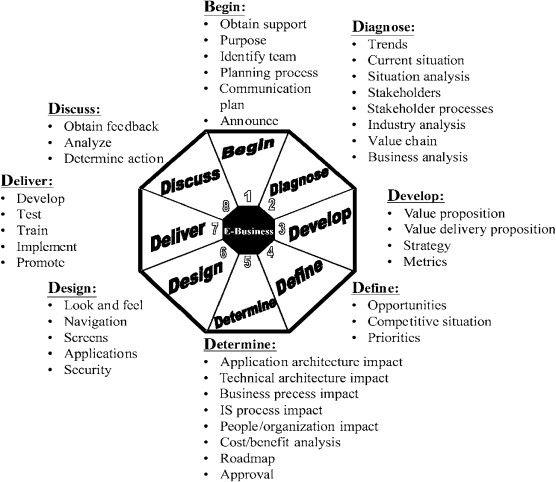 Begin:
• Obtain support
• Purpose
• Identify team
• Planning process
• Communication
plan
• Announce
Diagnose:
• Trends
• Current situation
• Situation analysis
• Stakeholders
• Stakeholder processes
• Industry analysis
• Value chain
• Business analysis
Discuss:
• Obtain feedback
• Analyze
• Determine action
Deliver:
• Develop
• Test
• Train
• Implement
• Promote
Develop:
• Value proposition
• Value delivery proposition
• Strategy
• Metrics
Design:
• Look and feel
• Navigation
• Screens
• Applications
• Security
Define:
• Opportunities
• Competitive situation
• Priorities
Determine:
• Application architecture impact
• Technical architecture impact
• Business precess impact
• IS process impact
• People/organization impact
• Cost/benefit analysis
• Roadmap
• Approval
Begin
1
Diagnose
2
Develop
3
Define
4
Determine
5
Design
6
Deliver
7
Discuss
8
E-Business